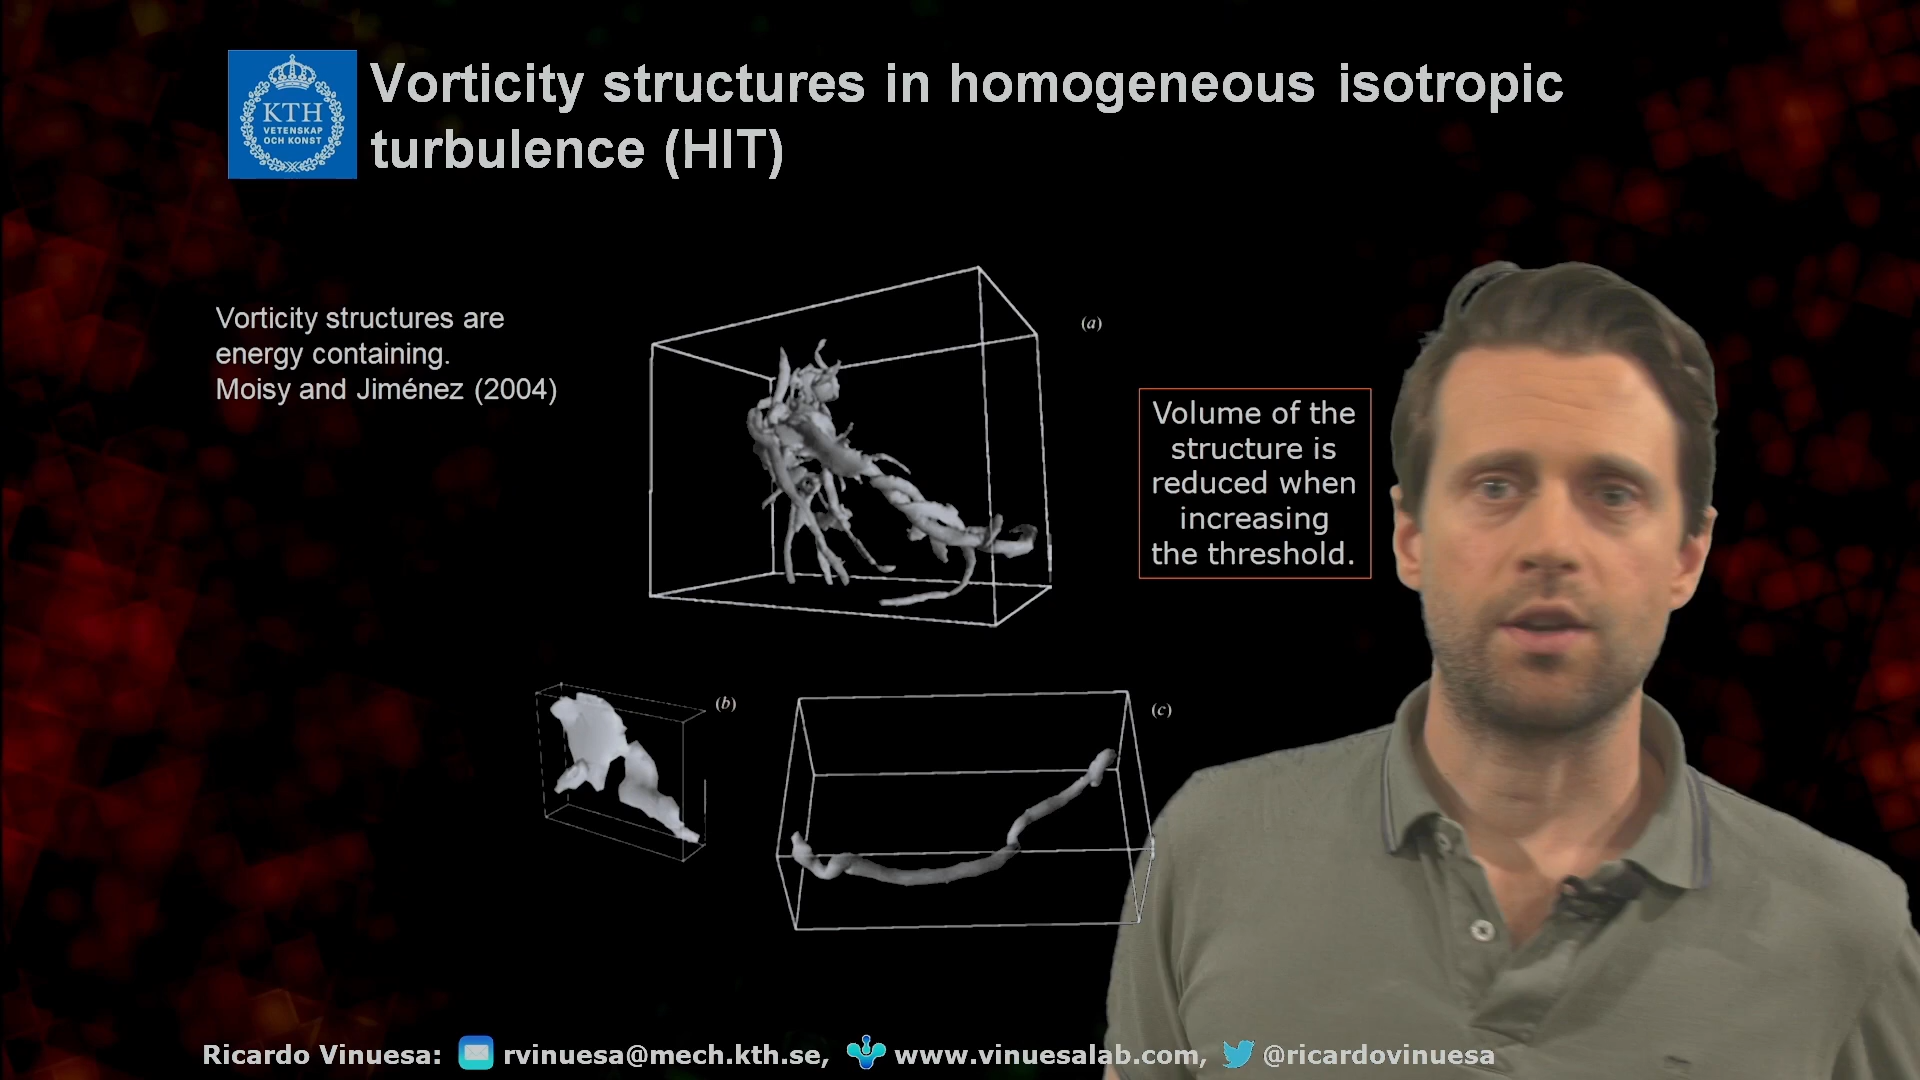 KTH
VETENSKAP
OCH KONST
Vorticity structures in homogeneous isotropic
turbulence (HIT)
Vorticity structures are
energy containing.
Moisy and Jiménez (2004)
(a)
Volume of the
structure is
reduced when
increasing
the threshold.
(b)
(c)
Ricardo Vinuesa: rvinuesa@mech.kth.se, www.vinuesalab.com, @ricardovinuesa